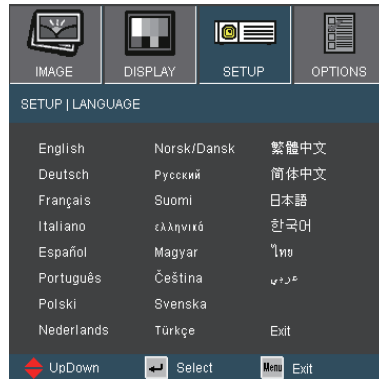 IMAGE DISPLAY SETUP OPTIONS
SETUP | LANGUAGE
English Norsk/Dansk 繁體中文
Deutsch Русский 简体中文
Français Suomi 日本語
Italiano ελληνικά 한국어
Español Magyar ไทย
Português Čeština عربي
Polski Svenska
Nederlands Türkçe Exit
UpDown Select Menu Exit